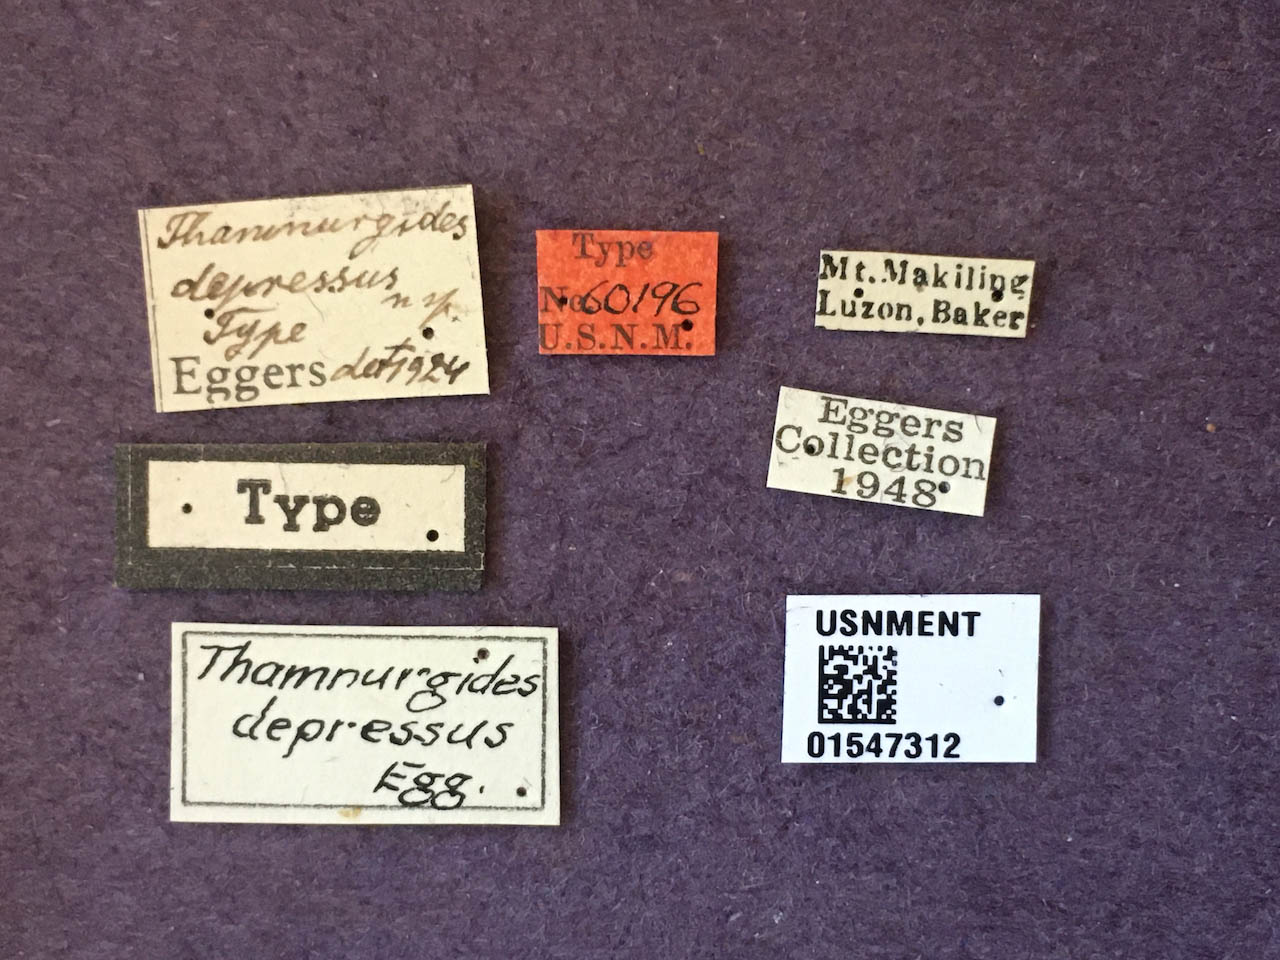 Thamnurgides
depressus
n sp.
Type
Eggers det 1924
Type
No 60196
U.S.N.M.
Mt. Makiling
Luzon, Baker
Eggers
Collection
1948
Type
Thamnurgides
depressus
Egg.
USNMENT
01547312